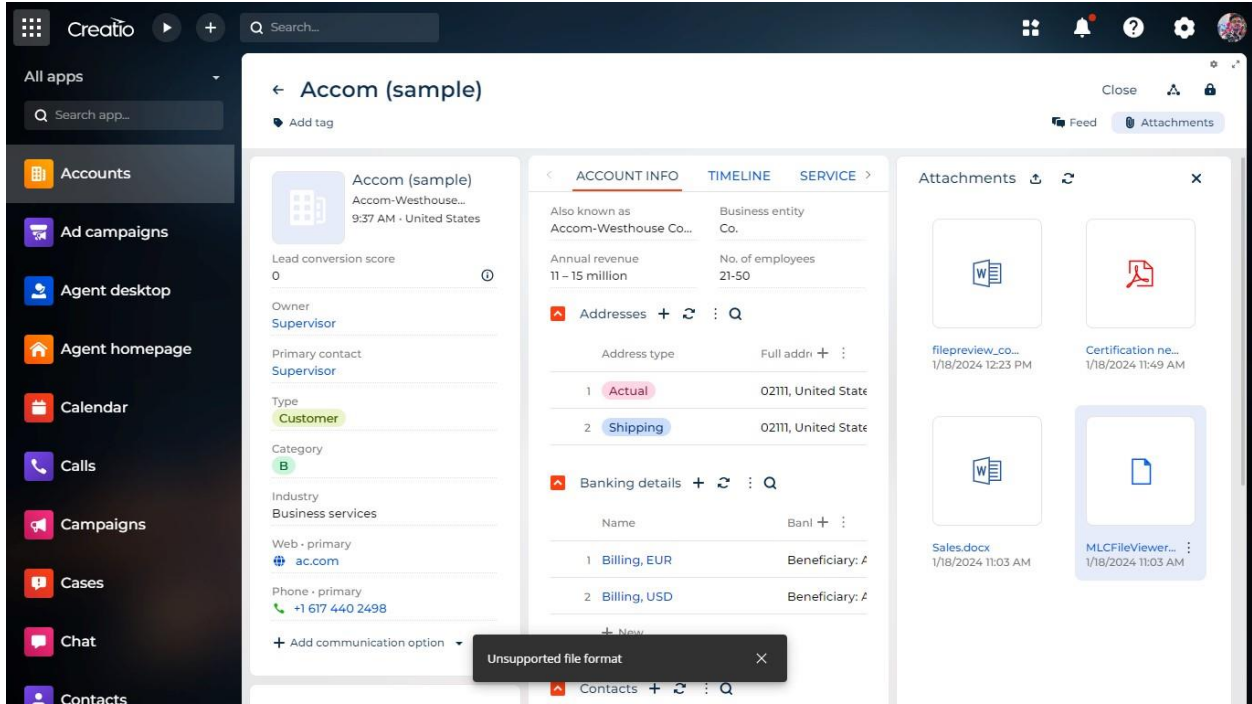 Creatio
Search...
All apps
Search app...
Accounts
Ad campaigns
Agent desktop
Agent homepage
Calendar
Calls
Campaigns
Cases
Chat
Contacts
Accom (sample)
Close
Add tag
Feed
Attachments
Accom (sample)
Accom-Westhouse...
9:37 AM · United States
Lead conversion score
0
Owner
Supervisor
Primary contact
Supervisor
Type
Customer
Category
B
Industry
Business services
Web · primary
ac.com
Phone · primary
+1 617 440 2498
Add communication option
ACCOUNT INFO TIMELINE SERVICE
Also known as Business entity
Accom-Westhouse Co... Co.
Annual revenue No. of employees
11 – 15 million 21-50
Addresses
Address type Full addr
1 Actual 02111, United State
2 Shipping 02111, United State
Banking details
Name Banl
1 Billing, EUR Beneficiary: A
2 Billing, USD Beneficiary: A
New
Contacts
Attachments
filepreview_co... Certification ne...
1/18/2024 12:23 PM 1/18/2024 11:49 AM
Sales.docx MLCFileViewer...
1/18/2024 11:03 AM 1/18/2024 11:03 AM
Unsupported file format